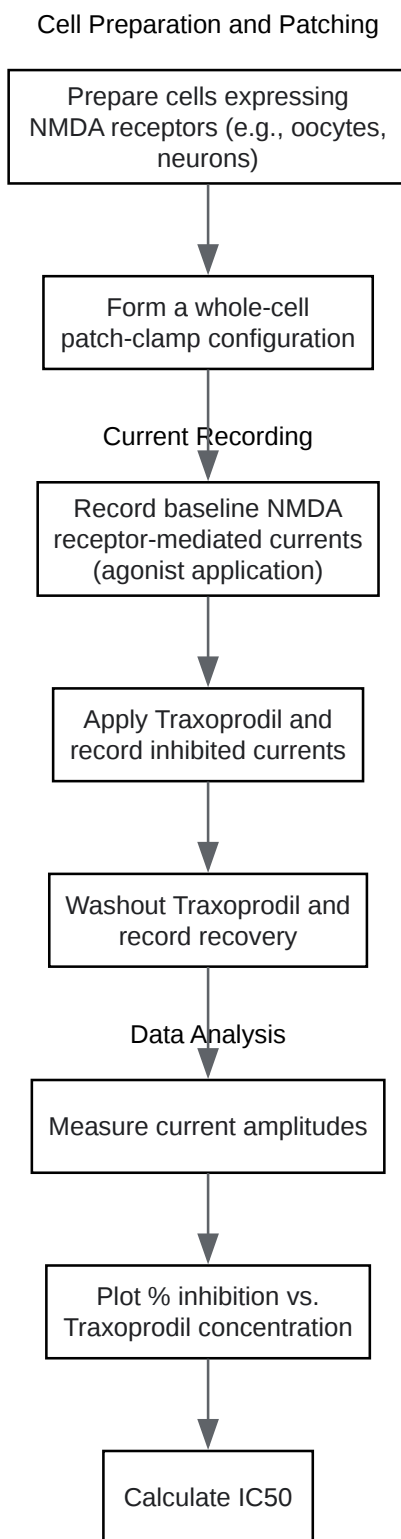 Cell Preparation and Patching
Prepare cells expressing
NMDA receptors (e.g., oocytes,
neurons)
Form a whole-cell
patch-clamp configuration
Current Recording
Record baseline NMDA
receptor-mediated currents
(agonist application)
Apply Traxoprodil and
record inhibited currents
Washout Traxoprodil and
record recovery
Data Analysis
Measure current amplitudes
Plot % inhibition vs.
Traxoprodil concentration
Calculate IC50